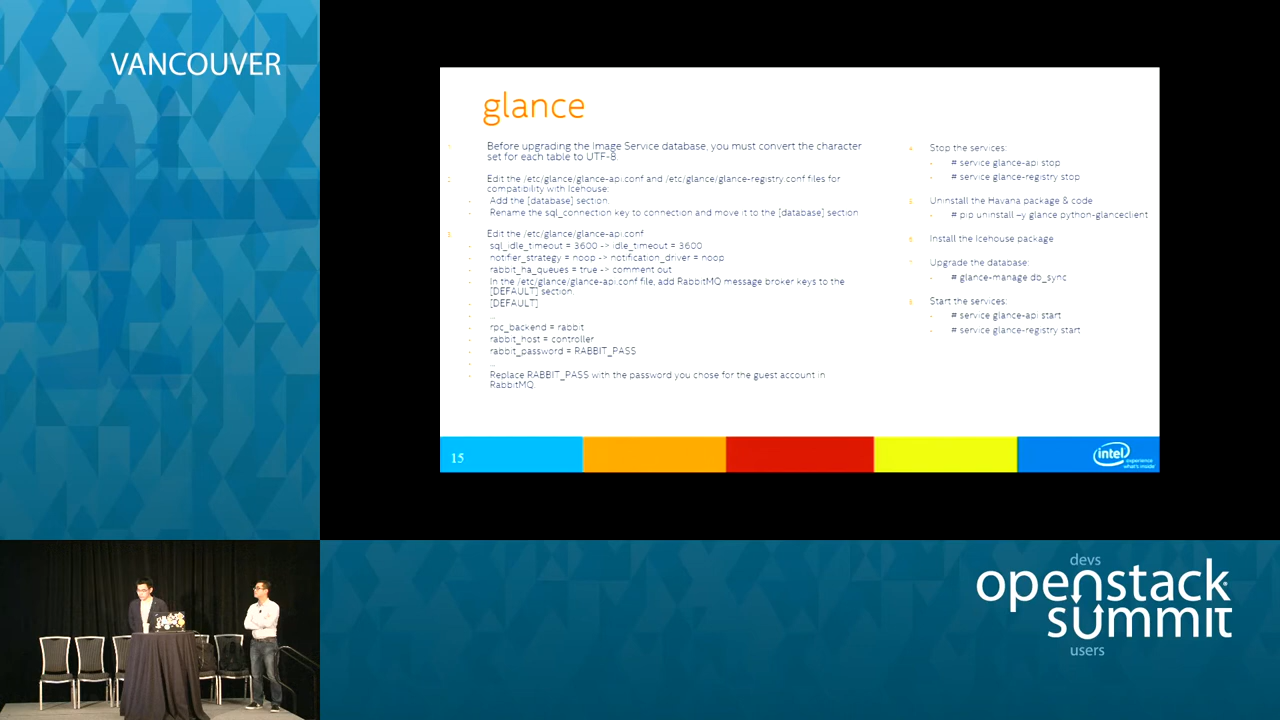 VANCOUVER
glance
Before upgrading the Image Service database, you must convert the character
set for each table to UTF-8.
2. Edit the /etc/glance/glance-api.conf and /etc/glance/glance-registry.conf files for
compatibility with Icehouse:
Add the [database] section.
Rename the sql_connection key to connection and move it to the [database] section
Edit the /etc/glance/glance-api.conf
sql_idle_timeout = 3600 -> idle_timeout = 3600
notifier_strategy = noop -> notification_driver = noop
rabbit_ha_queues = true -> comment out
In the /etc/glance/glance-api.conf file, add RabbitMQ message broker keys to the
[DEFAULT] section.
[DEFAULT]
...
rpc_backend = rabbit
rabbit_host = controller
rabbit_password = RABBIT_PASS
...
Replace RABBIT_PASS with the password you chose for the guest account in
RabbitMQ.
Stop the services:
# service glance-api stop
# service glance-registry stop
Uninstall the Havana package & code
# pip uninstall –y glance python-glanceclient
Install the Icehouse package
Upgrade the database:
# glance-manage db_sync
Start the services:
# service glance-api start
# service glance-registry start
15
intel
experience
what's inside
devs
openstack
summit
users